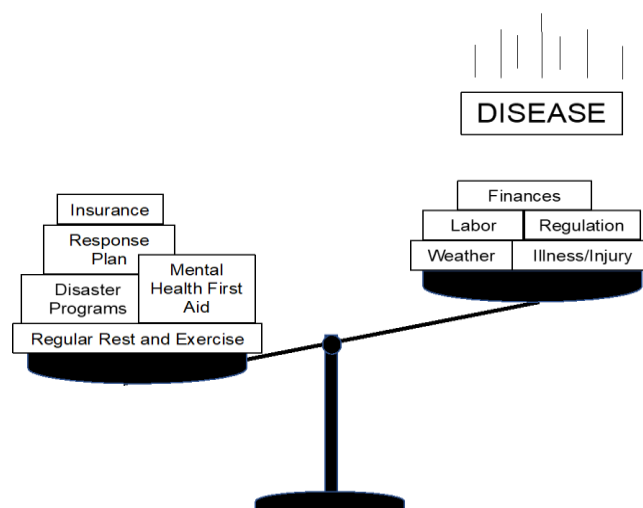 DISEASE
Finances
Labor
Regulation
Weather
Illness/Injury
Insurance
Response
Plan
Mental
Health First
Aid
Disaster
Programs
Regular Rest and Exercise